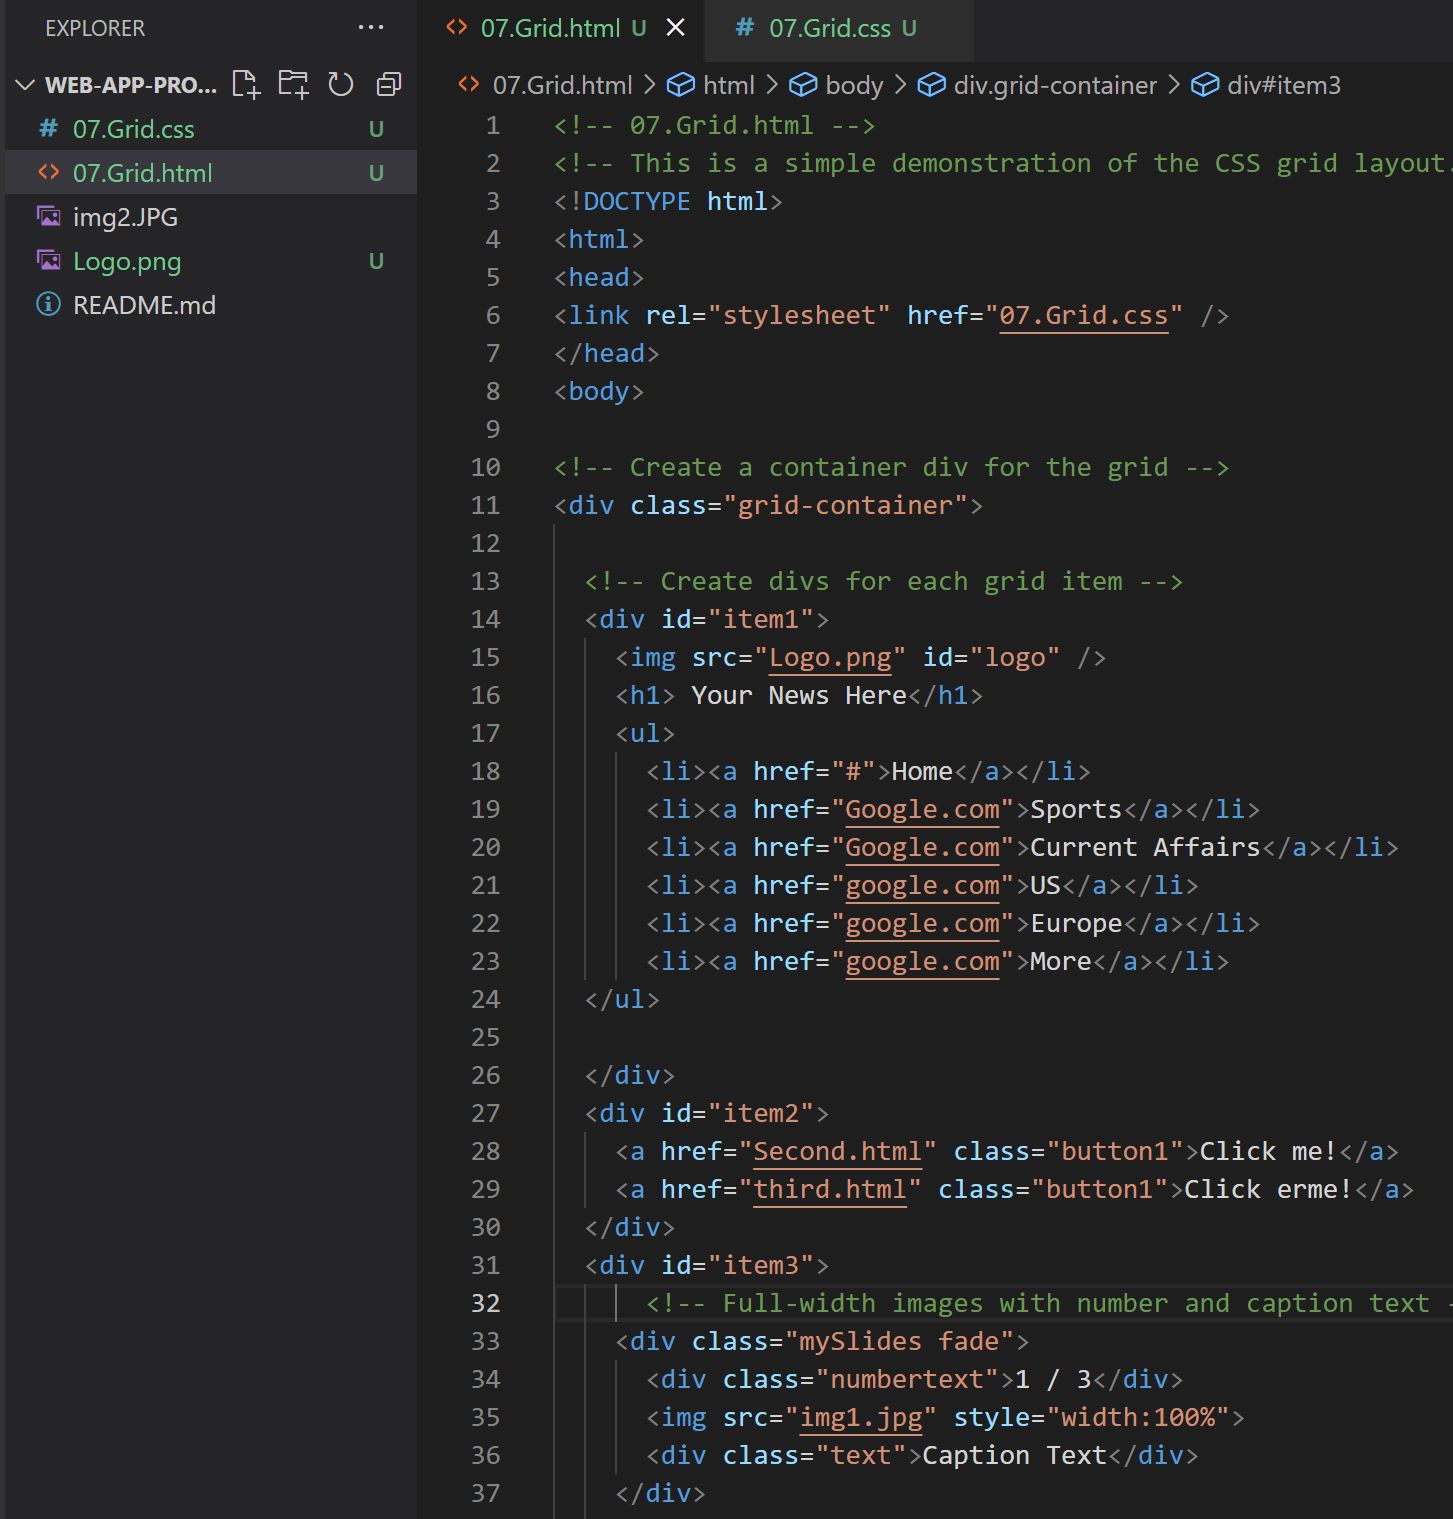 EXPLORER
WEB-APP-PRO...
07.Grid.css U
07.Grid.html U
img2.JPG
Logo.png U
README.md
07.Grid.html U
07.Grid.css U
07.Grid.html > html > body > div.grid-container > div#item3
1 <!-- 07.Grid.html -->
2 <!-- This is a simple demonstration of the CSS grid layout.
3 <!DOCTYPE html>
4 <html>
5 <head>
6 <link rel="stylesheet" href="07.Grid.css" />
7 </head>
8 <body>
9
10 <!-- Create a container div for the grid -->
11 <div class="grid-container">
12
13 <!-- Create divs for each grid item -->
14 <div id="item1">
15 <img src="Logo.png" id="logo" />
16 <h1> Your News Here</h1>
17 <ul>
18 <li><a href="#">Home</a></li>
19 <li><a href="Google.com">Sports</a></li>
20 <li><a href="Google.com">Current Affairs</a></li>
21 <li><a href="google.com">US</a></li>
22 <li><a href="google.com">Europe</a></li>
23 <li><a href="google.com">More</a></li>
24 </ul>
25
26 </div>
27 <div id="item2">
28 <a href="Second.html" class="button1">Click me!</a>
29 <a href="third.html" class="button1">Click erme!</a>
30 </div>
31 <div id="item3">
32 <!-- Full-width images with number and caption text -
33 <div class="mySlides fade">
34 <div class="numbertext">1 / 3</div>
35 <img src="img1.jpg" style="width:100%">
36 <div class="text">Caption Text</div>
37 </div>